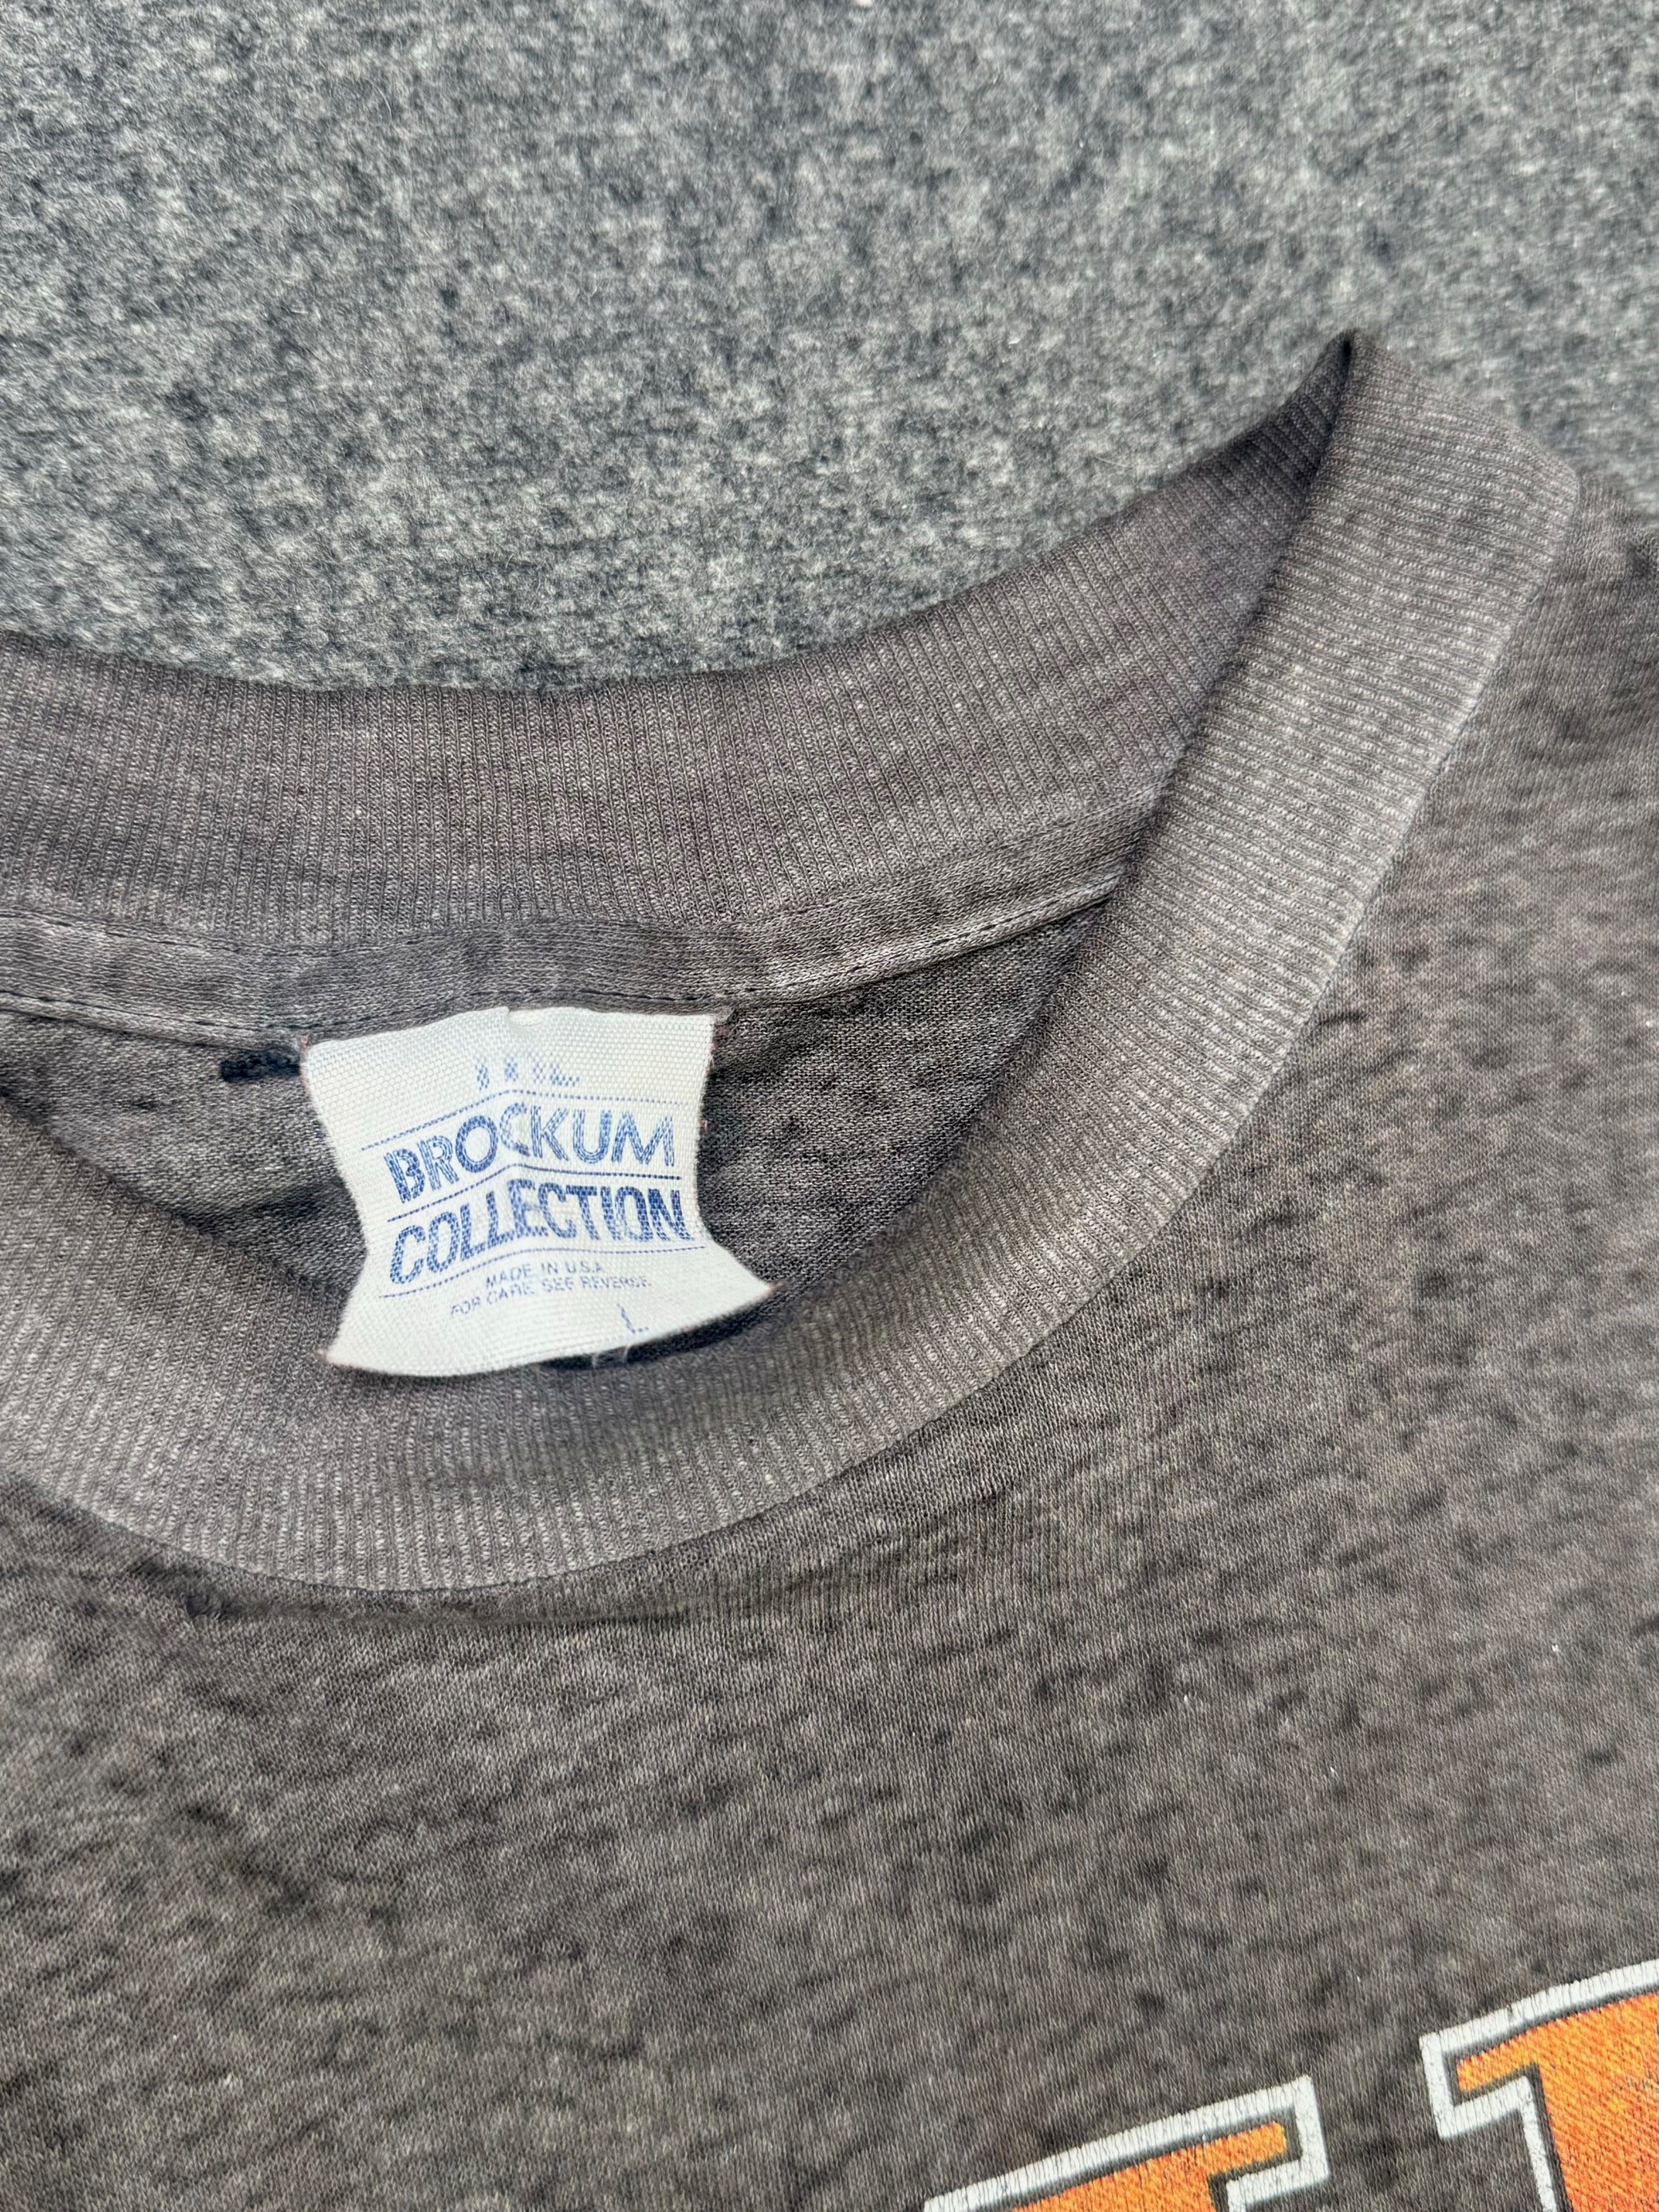 BROCKUM
COLLECTION
MADE IN U.S.A.
FOR CARE SEE REVERSE
L